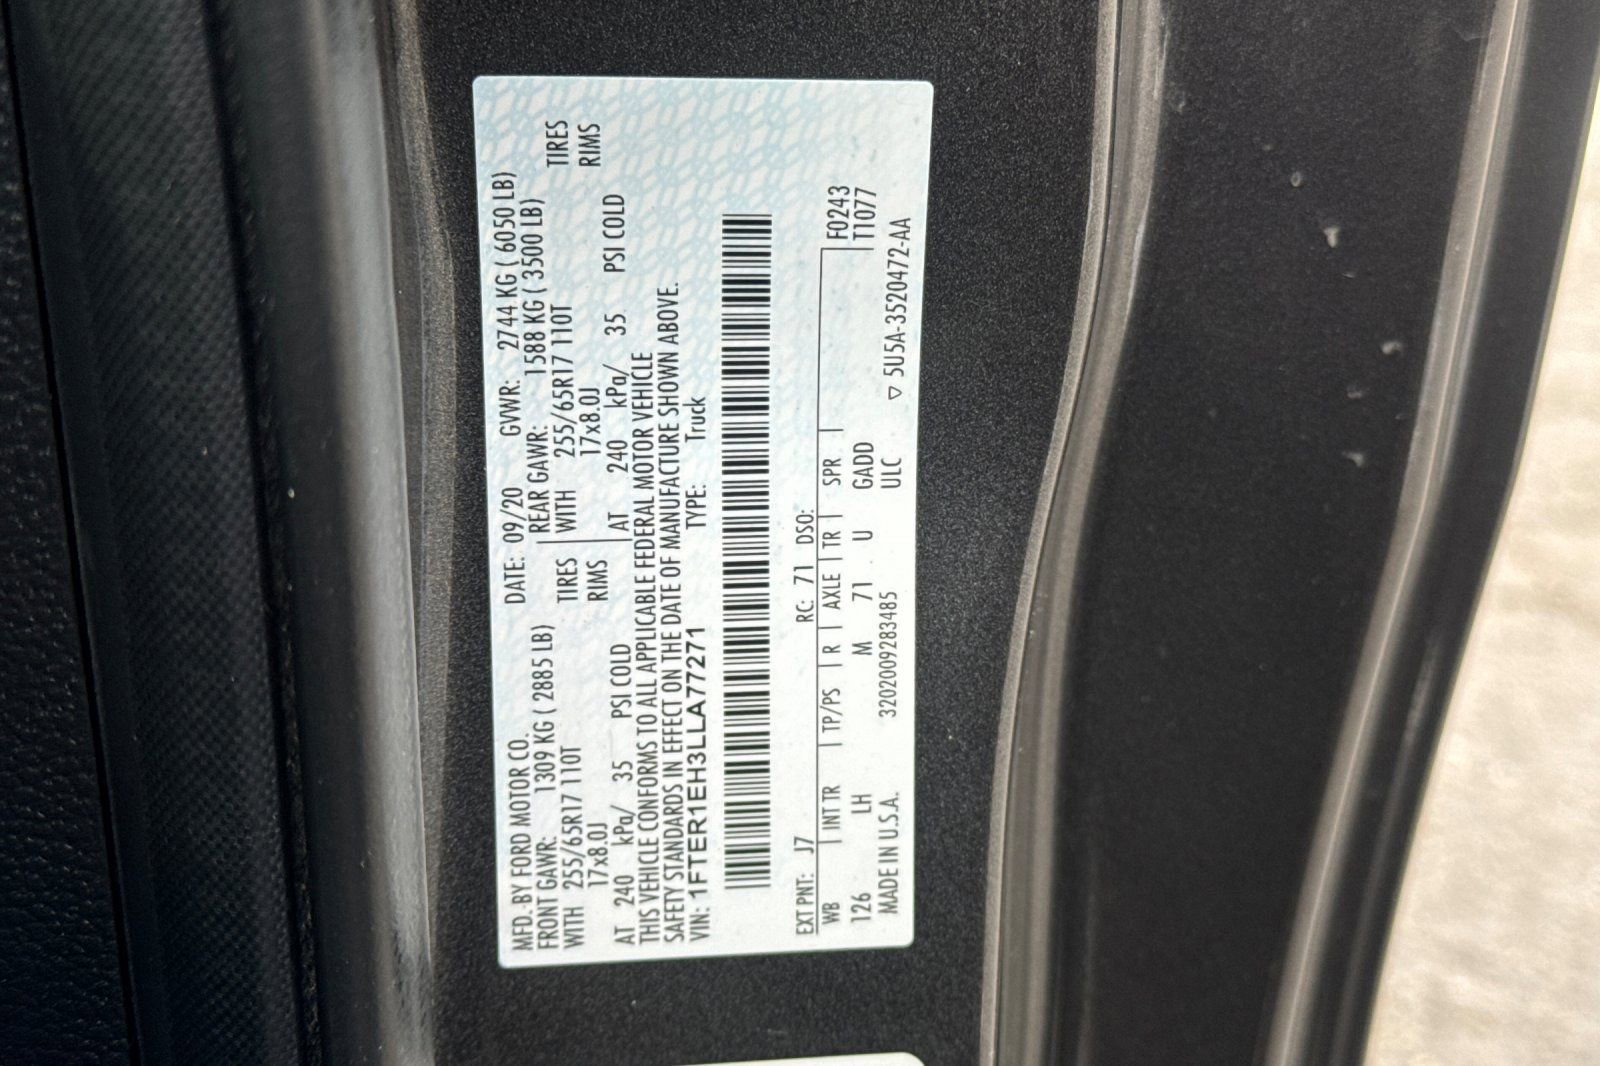 MFD. BY FORD MOTOR CO. DATE: 09/20 GVWR: 2744 KG ( 6050 LB)
FRONT GAWR: 1309 KG ( 2885 LB) REAR GAWR: 1588 KG ( 3500 LB)
WITH 255/65R17 110T TIRES WITH 255/65R17 110T TIRES
17x8.0J RIMS 17x8.0J RIMS
AT 240 kPa/ 35 PSI COLD AT 240 kPa/ 35 PSI COLD
THIS VEHICLE CONFORMS TO ALL APPLICABLE FEDERAL MOTOR VEHICLE
SAFETY STANDARDS IN EFFECT ON THE DATE OF MANUFACTURE SHOWN ABOVE.
VIN: 1FTER1EH3LLA77271 TYPE: Truck
EXT PNT: J7 RC: 71 DSO:
WB INT TR TP/PS R AXLE TR SPR F0243
126 LH M 71 U GADD T1077
MADE IN U.S.A. 3202009283485 ULC ▽ 5U5A-3520472-AA